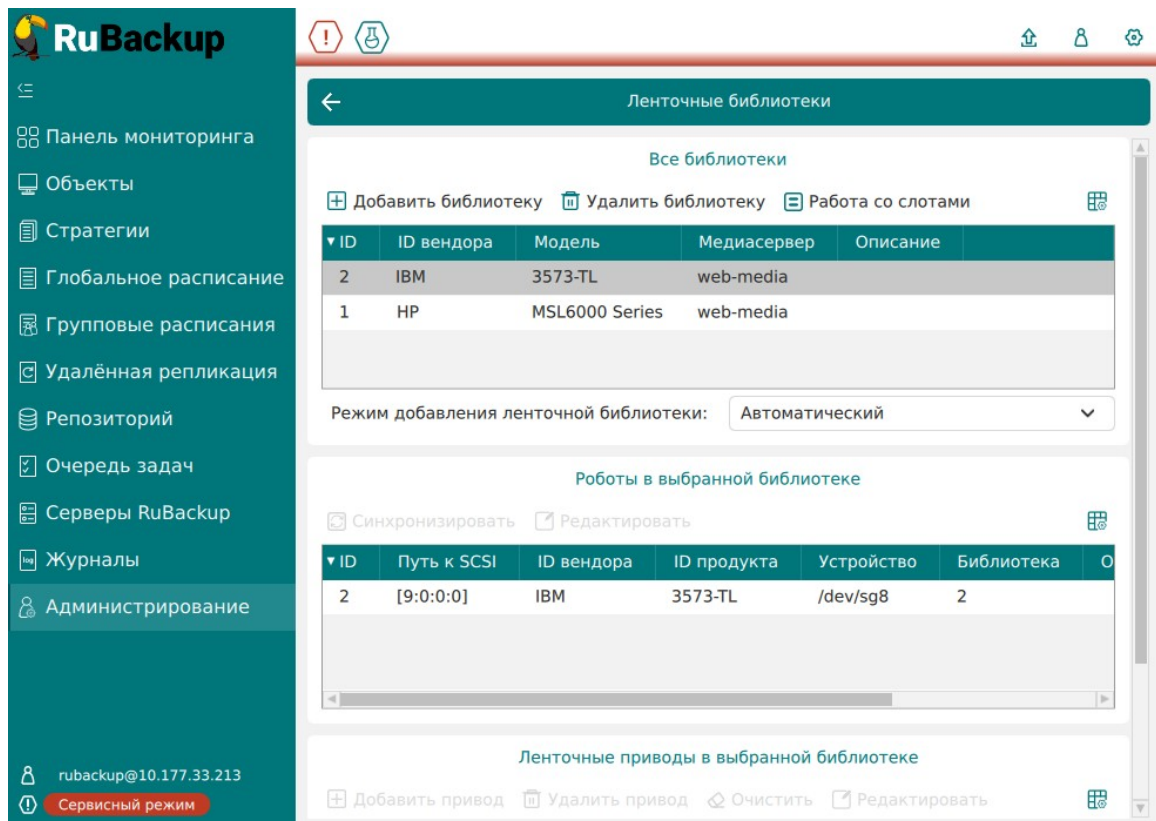 RuBackup
Панель мониторинга
Объекты
Стратегии
Глобальное расписание
Групповые расписания
Удалённая репликация
Репозиторий
Очередь задач
Серверы RuBackup
log Журналы
Администрирование
rubackup@10.177.33.213
Сервисный режим
Ленточные библиотеки
Все библиотеки
Добавить библиотеку Удалить библиотеку Работа со слотами
ID ID вендора Модель Медиасервер Описание
2 IBM 3573-TL web-media
1 HP MSL6000 Series web-media
Режим добавления ленточной библиотеки: Автоматический
Роботы в выбранной библиотеке
Синхронизировать Редактировать
ID Путь к SCSI ID вендора ID продукта Устройство Библиотека О
2 [9:0:0:0] IBM 3573-TL /dev/sg8 2
Ленточные приводы в выбранной библиотеке
Добавить привод Удалить привод Очистить Редактировать